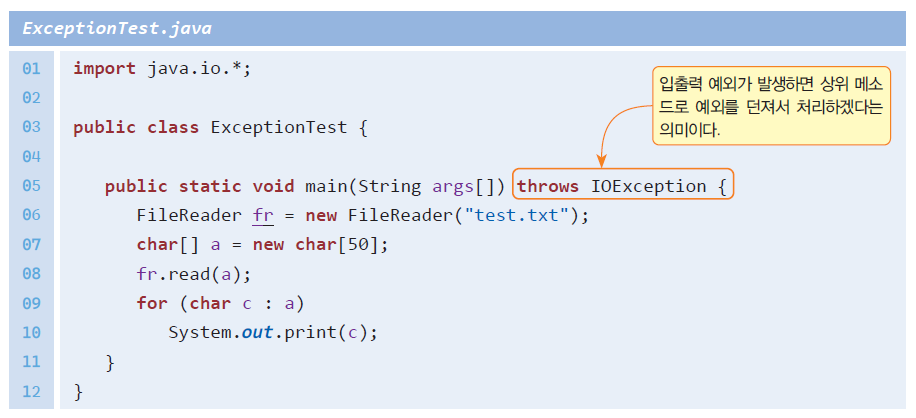 ExceptionTest.java
01 import java.io.*;
02
03 public class ExceptionTest {
04
05 public static void main(String args[]) throws IOException {
06 FileReader fr = new FileReader("test.txt");
07 char[] a = new char[50];
08 fr.read(a);
09 for (char c : a)
10 System.out.print(c);
11 }
12 }
입출력 예외가 발생하면 상위 메소
드로 예외를 던져서 처리하겠다는
의미이다.